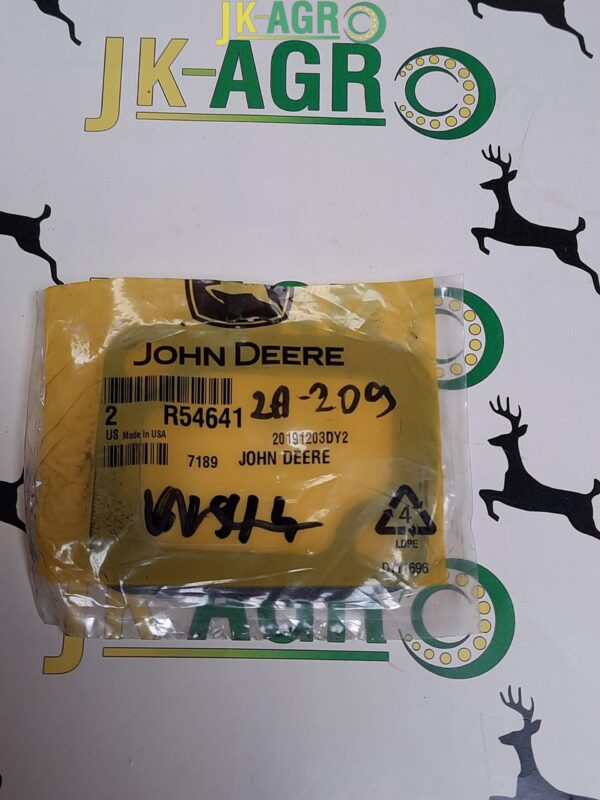 JK-AGRO
JK-AGRO
JOHN DEERE
2 R54641 2A-209
US Made in USA 20191203DY2
7189 JOHN DEERE
4
LDPE
JK-AGRO